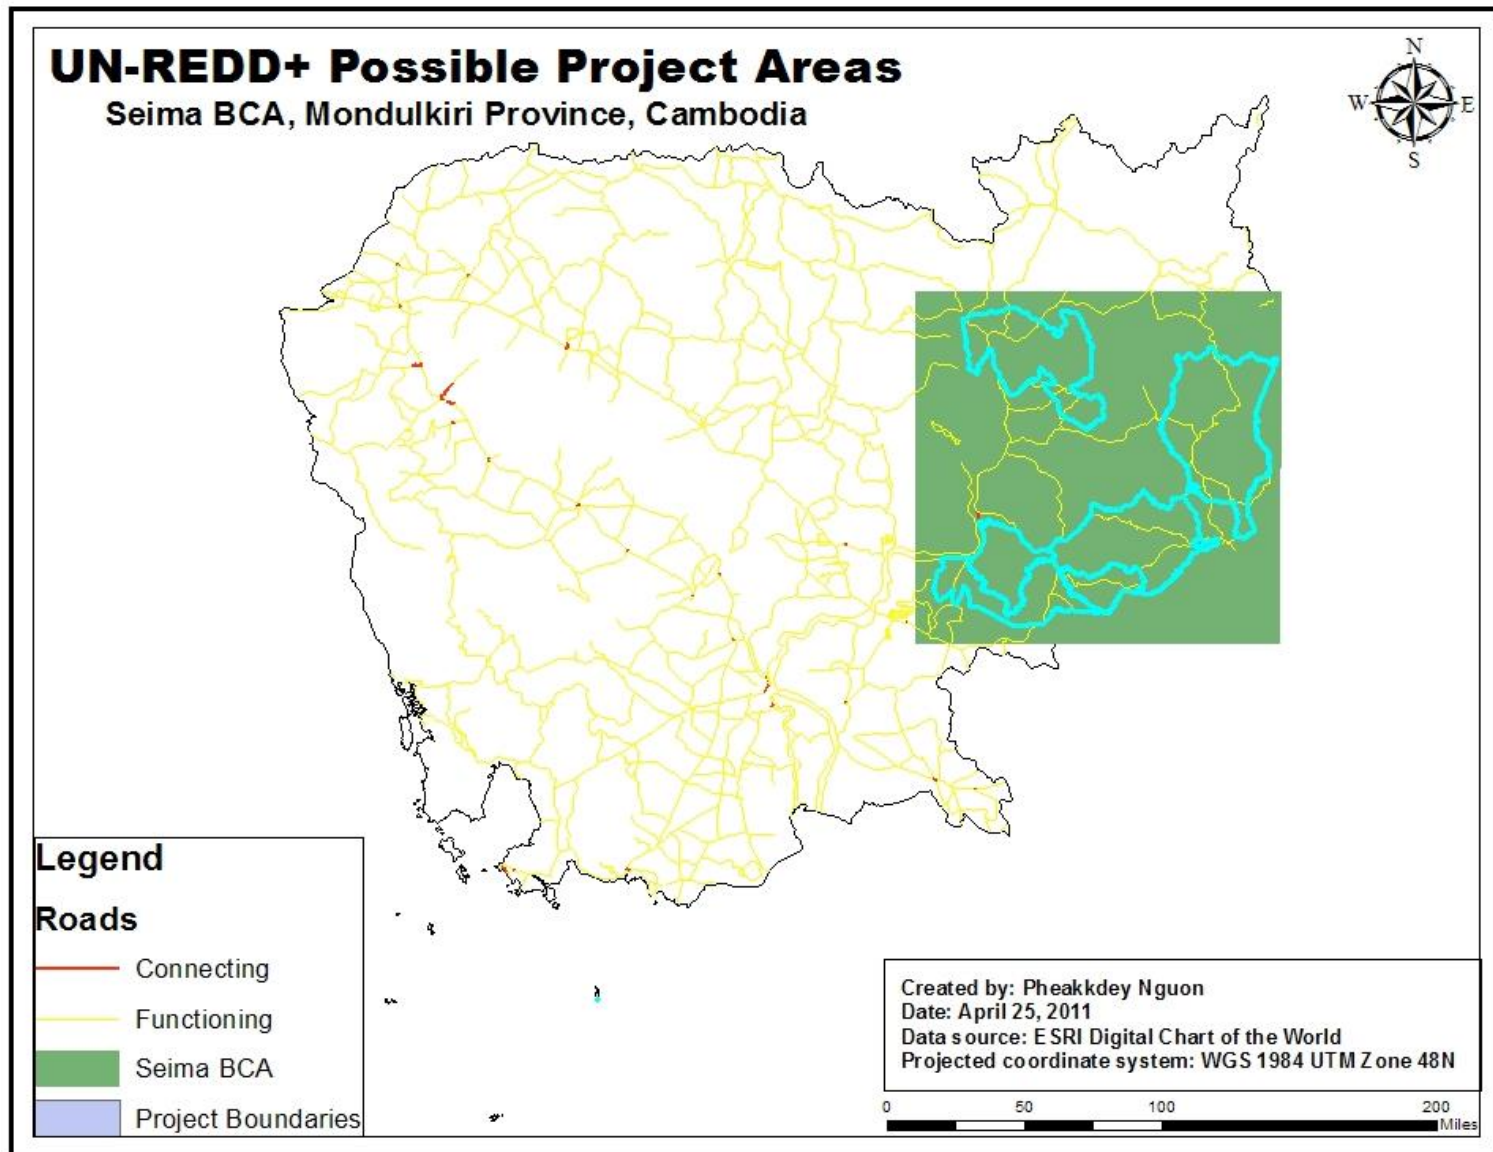 UN-REDD+ Possible Project Areas
Seima BCA, Mondulkiri Province, Cambodia
N
W E
S
Legend
Roads
Connecting
Functioning
Seima BCA
Project Boundaries
Created by: Pheakkdey Nguon
Date: April 25, 2011
Data source: ESRI Digital Chart of the World
Projected coordinate system: WGS 1984 UTM Zone 48N
0 50 100 200
Miles